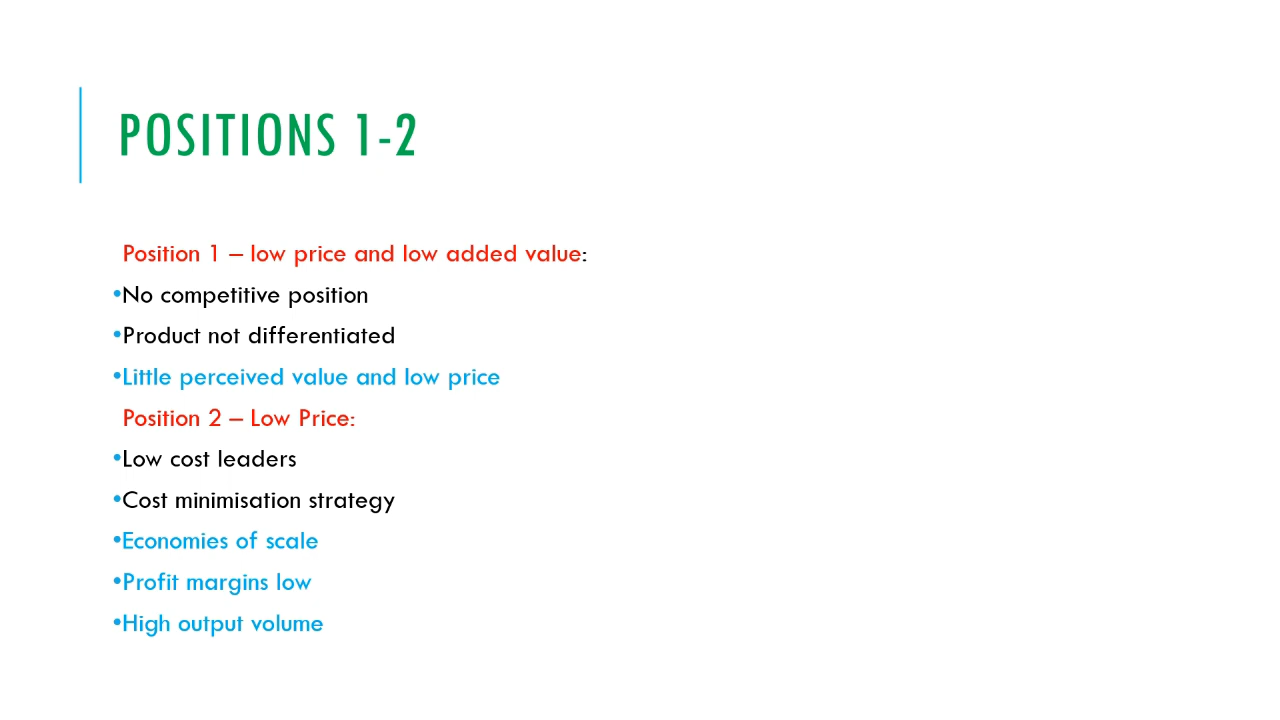 POSITIONS 1-2
Position 1 – low price and low added value:
•No competitive position
•Product not differentiated
•Little perceived value and low price
Position 2 – Low Price:
•Low cost leaders
•Cost minimisation strategy
•Economies of scale
•Profit margins low
•High output volume